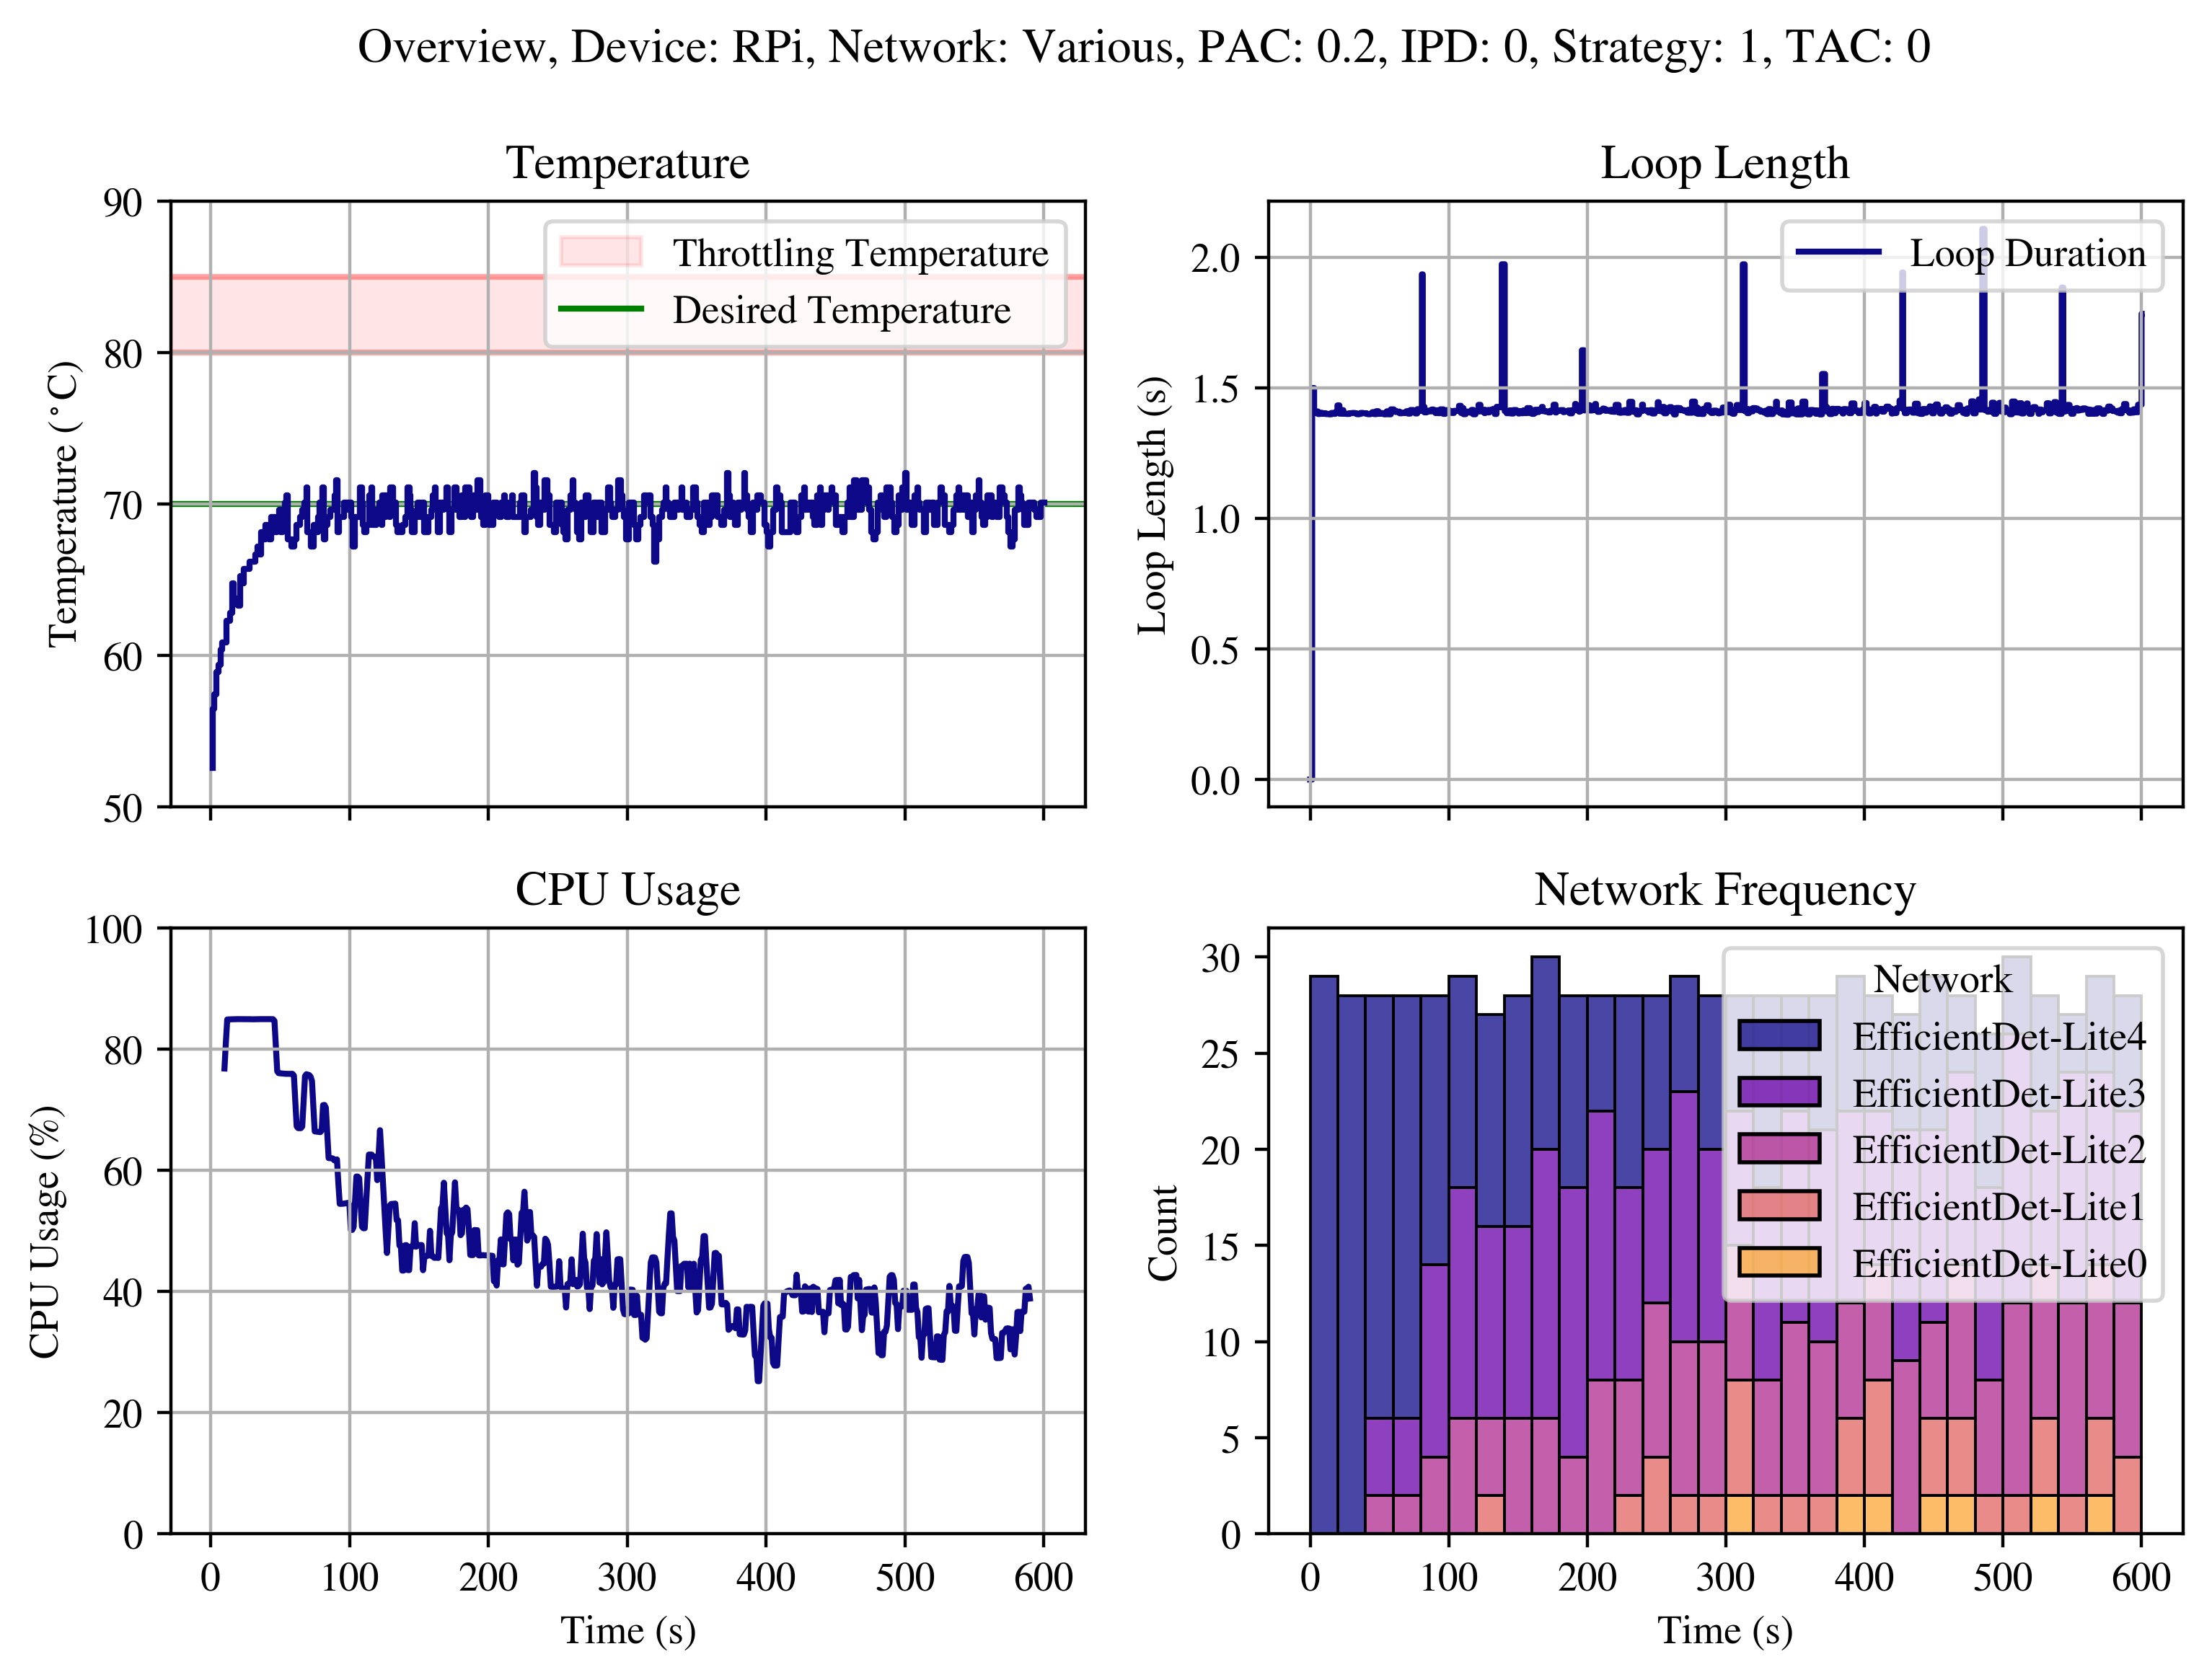 Overview, Device: RPi, Network: Various, PAC: 0.2, IPD: 0, Strategy: 1, TAC: 0
Temperature
90
80
70
60
50
Temperature (°C)
Throttling Temperature
Desired Temperature
Loop Length
2.0
1.5
1.0
0.5
0.0
Loop Length (s)
Loop Duration
CPU Usage
100
80
60
40
20
0
CPU Usage (%)
0 100 200 300 400 500 600
Time (s)
Network Frequency
30
25
20
15
10
5
0
Count
Network
EfficientDet-Lite4
EfficientDet-Lite3
EfficientDet-Lite2
EfficientDet-Lite1
EfficientDet-Lite0
0 100 200 300 400 500 600
Time (s)